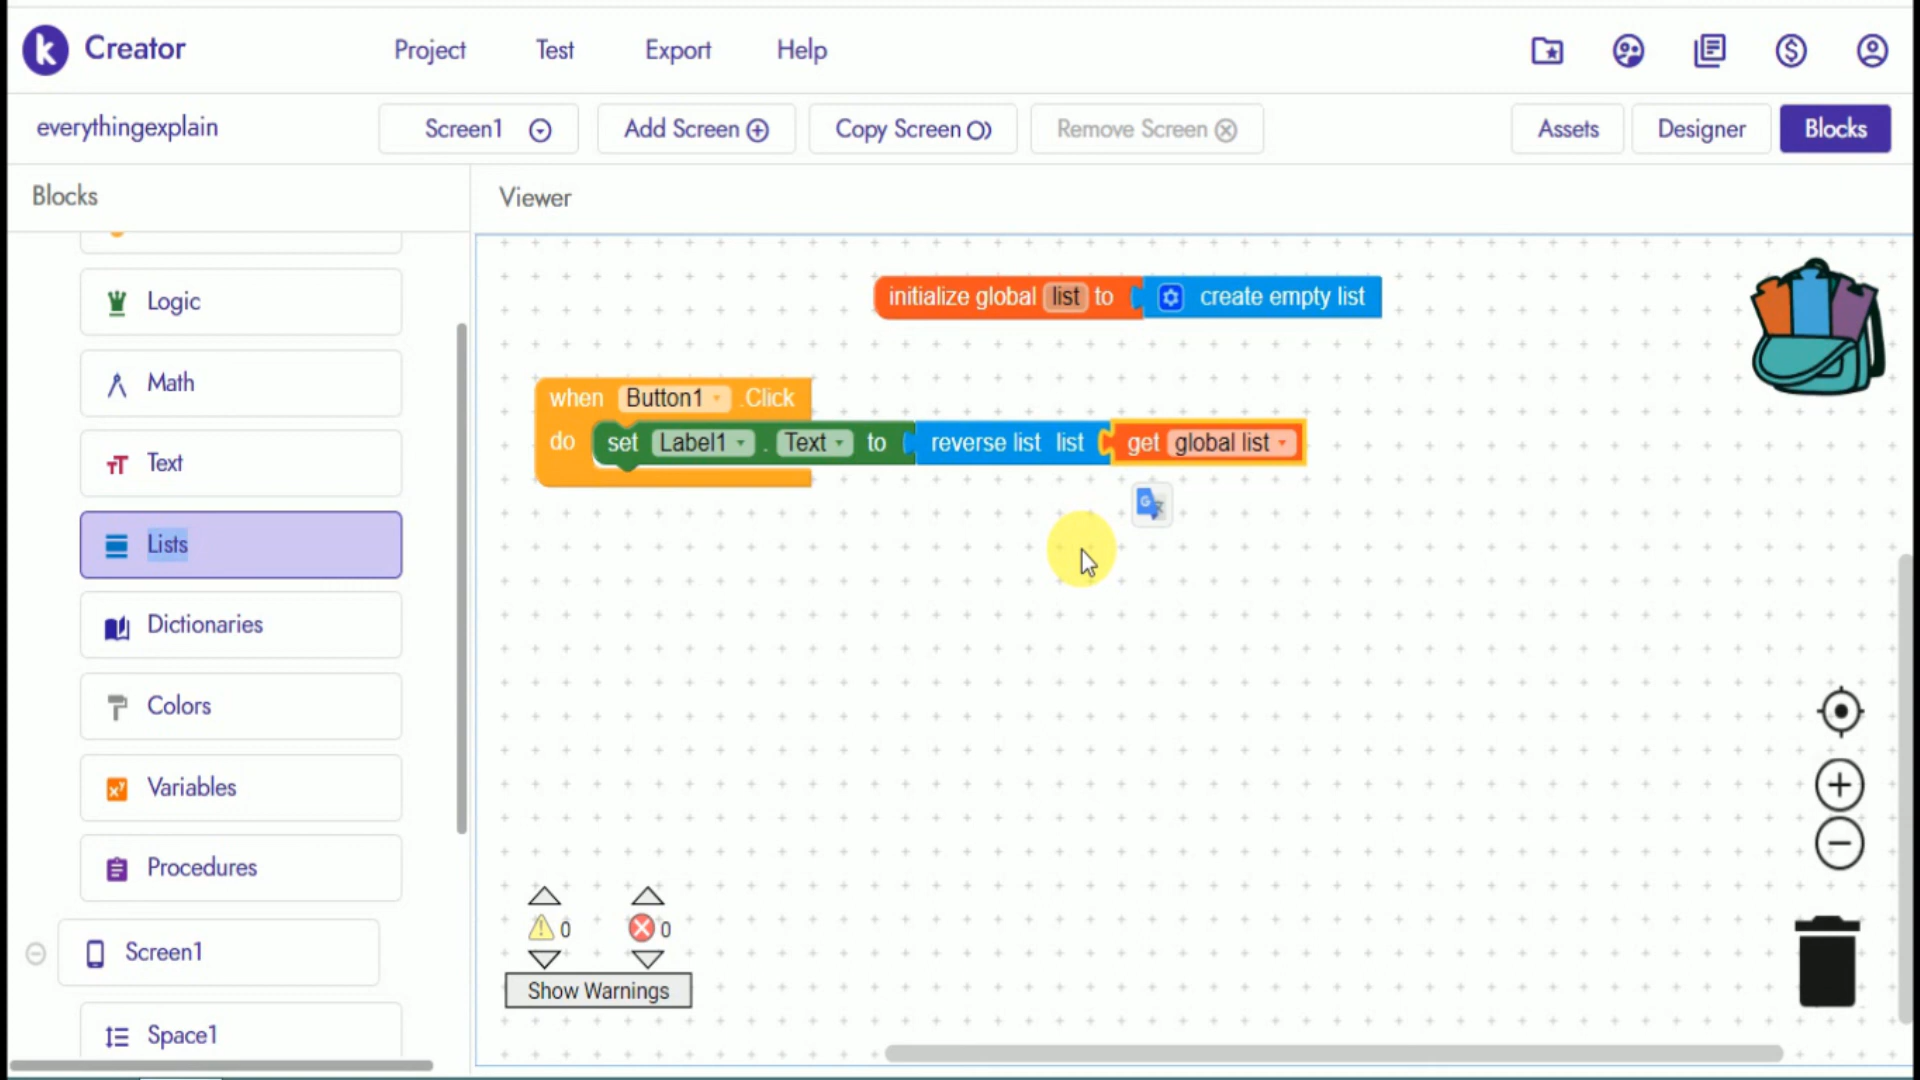 k Creator Project Test Export Help
everythingexplain Screen1 Add Screen Copy Screen Remove Screen Assets Designer Blocks
Blocks
Viewer
Logic
Math
Text
Lists
Dictionaries
Colors
Variables
Procedures
Screen1
Space1
initialize global list to create empty list
when Button1 .Click
do set Label1 . Text to reverse list list get global list
0 0
Show Warnings